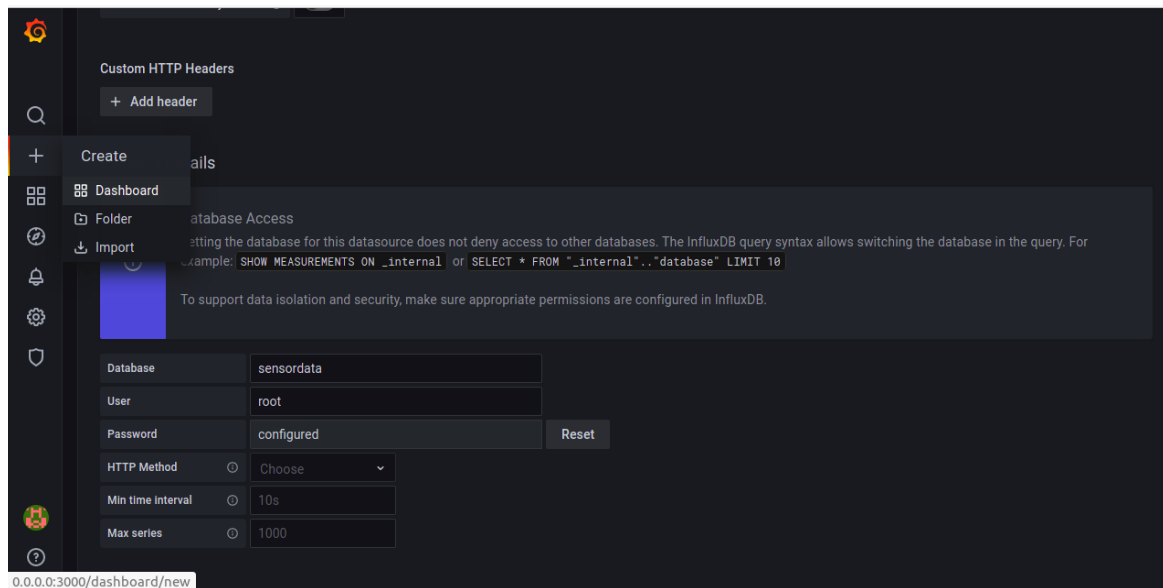 Custom HTTP Headers
+ Add header
Create
ails
Dashboard
Folder
Import
atabase Access
etting the database for this datasource does not deny access to other databases. The InfluxDB query syntax allows switching the database in the query. For
example: SHOW MEASUREMENTS ON _internal or SELECT * FROM "_internal".."database" LIMIT 10
To support data isolation and security, make sure appropriate permissions are configured in InfluxDB.
Database sensordata
User root
Password configured Reset
HTTP Method Choose
Min time interval 10s
Max series 1000
0.0.0.0:3000/dashboard/new